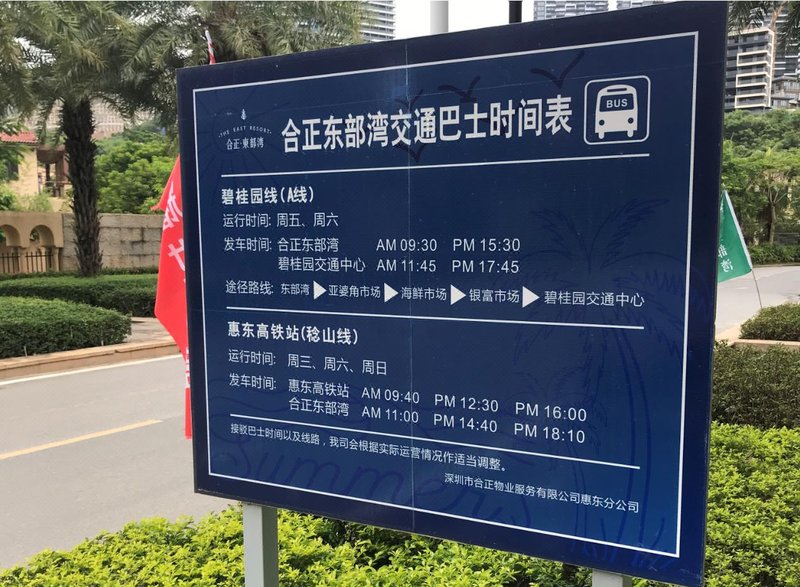 ·THE EAST RESORT·
合正·東部湾
合正东部湾交通巴士时间表
BUS
碧桂园线(A线)
运行时间: 周五、周六
发车时间: 合正东部湾 AM 09:30 PM 15:30
碧桂园交通中心 AM 11:45 PM 17:45
途径路线: 东部湾▶亚婆角市场▶海鲜市场▶银富市场▶碧桂园交通中心
惠东高铁站(稔山线)
运行时间: 周三、周六、周日
发车时间: 惠东高铁站 AM 09:40 PM 12:30 PM 16:00
合正东部湾 AM 11:00 PM 14:40 PM 18:10
接驳巴士时间以及线路，我司会根据实际运营情况作适当调整。
深圳市合正物业服务有限公司惠东分公司
Summer